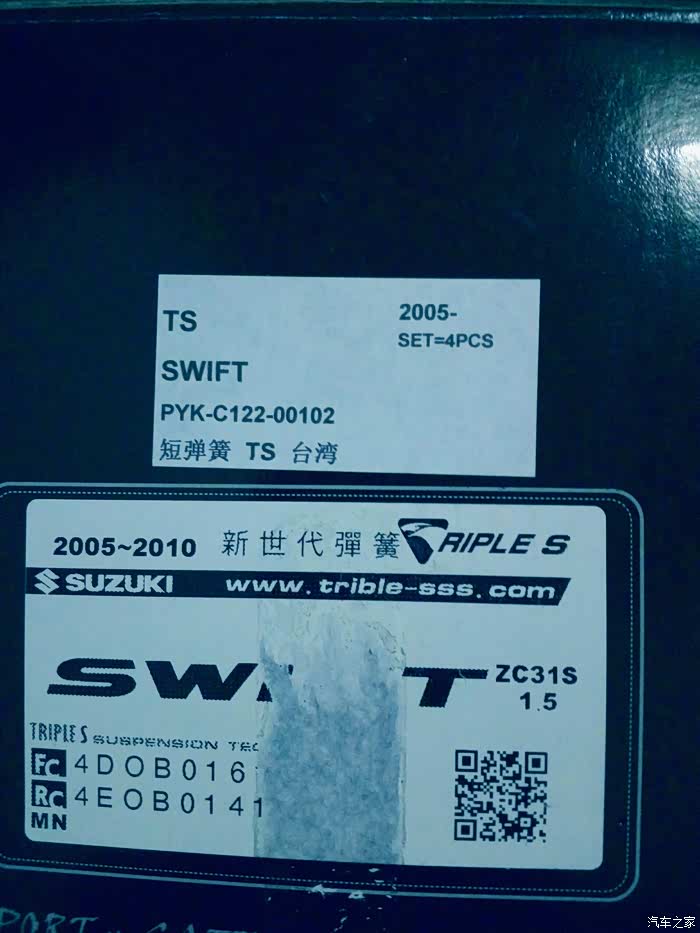 TS 2005-
SET=4PCS
SWIFT
PYK-C122-00102
短弹簧 TS 台湾
2005~2010 新世代彈簧 TRIPLE S
SUZUKI www.trible-sss.com
ZC31S
1.5
TRIPLE S SUSPENSION
FC 4DOB016
RC 4EOB0141
MN
汽车之家